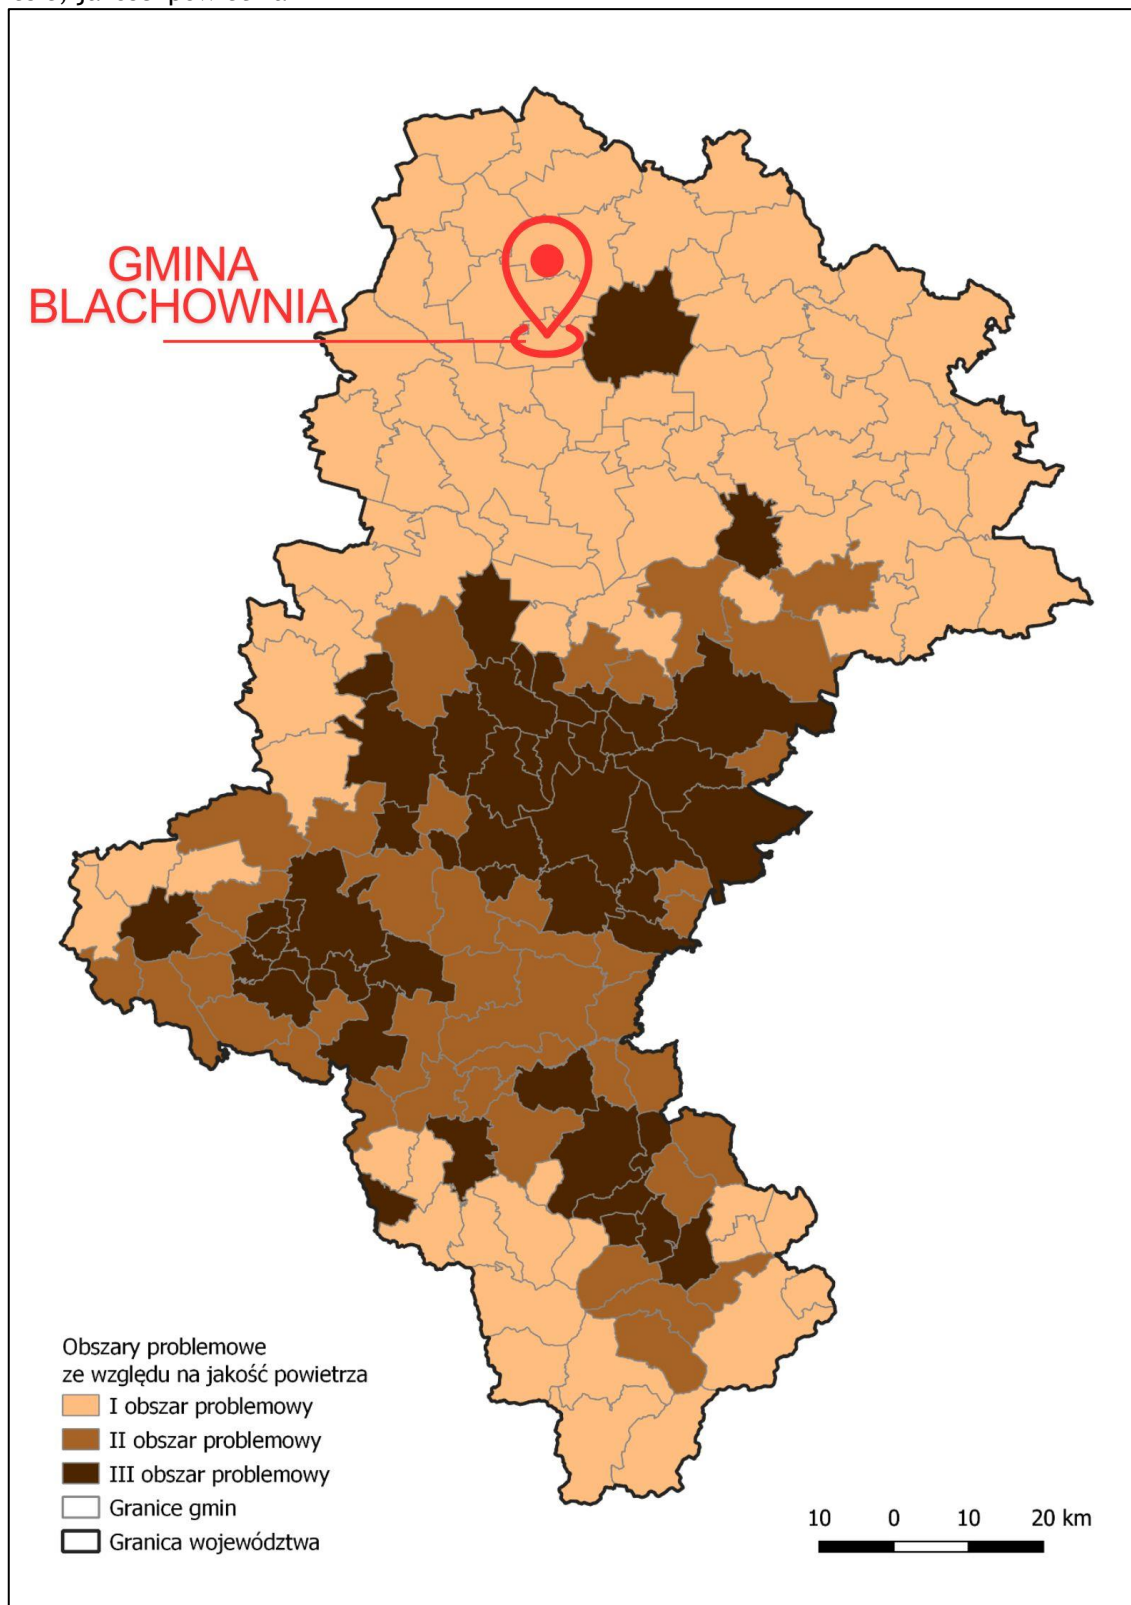 GMINA
BLACHOWNIA
Obszary problemowe
ze względu na jakość powietrza
I obszar problemowy
II obszar problemowy
III obszar problemowy
Granice gmin
Granica województwa
10 0 10 20 km